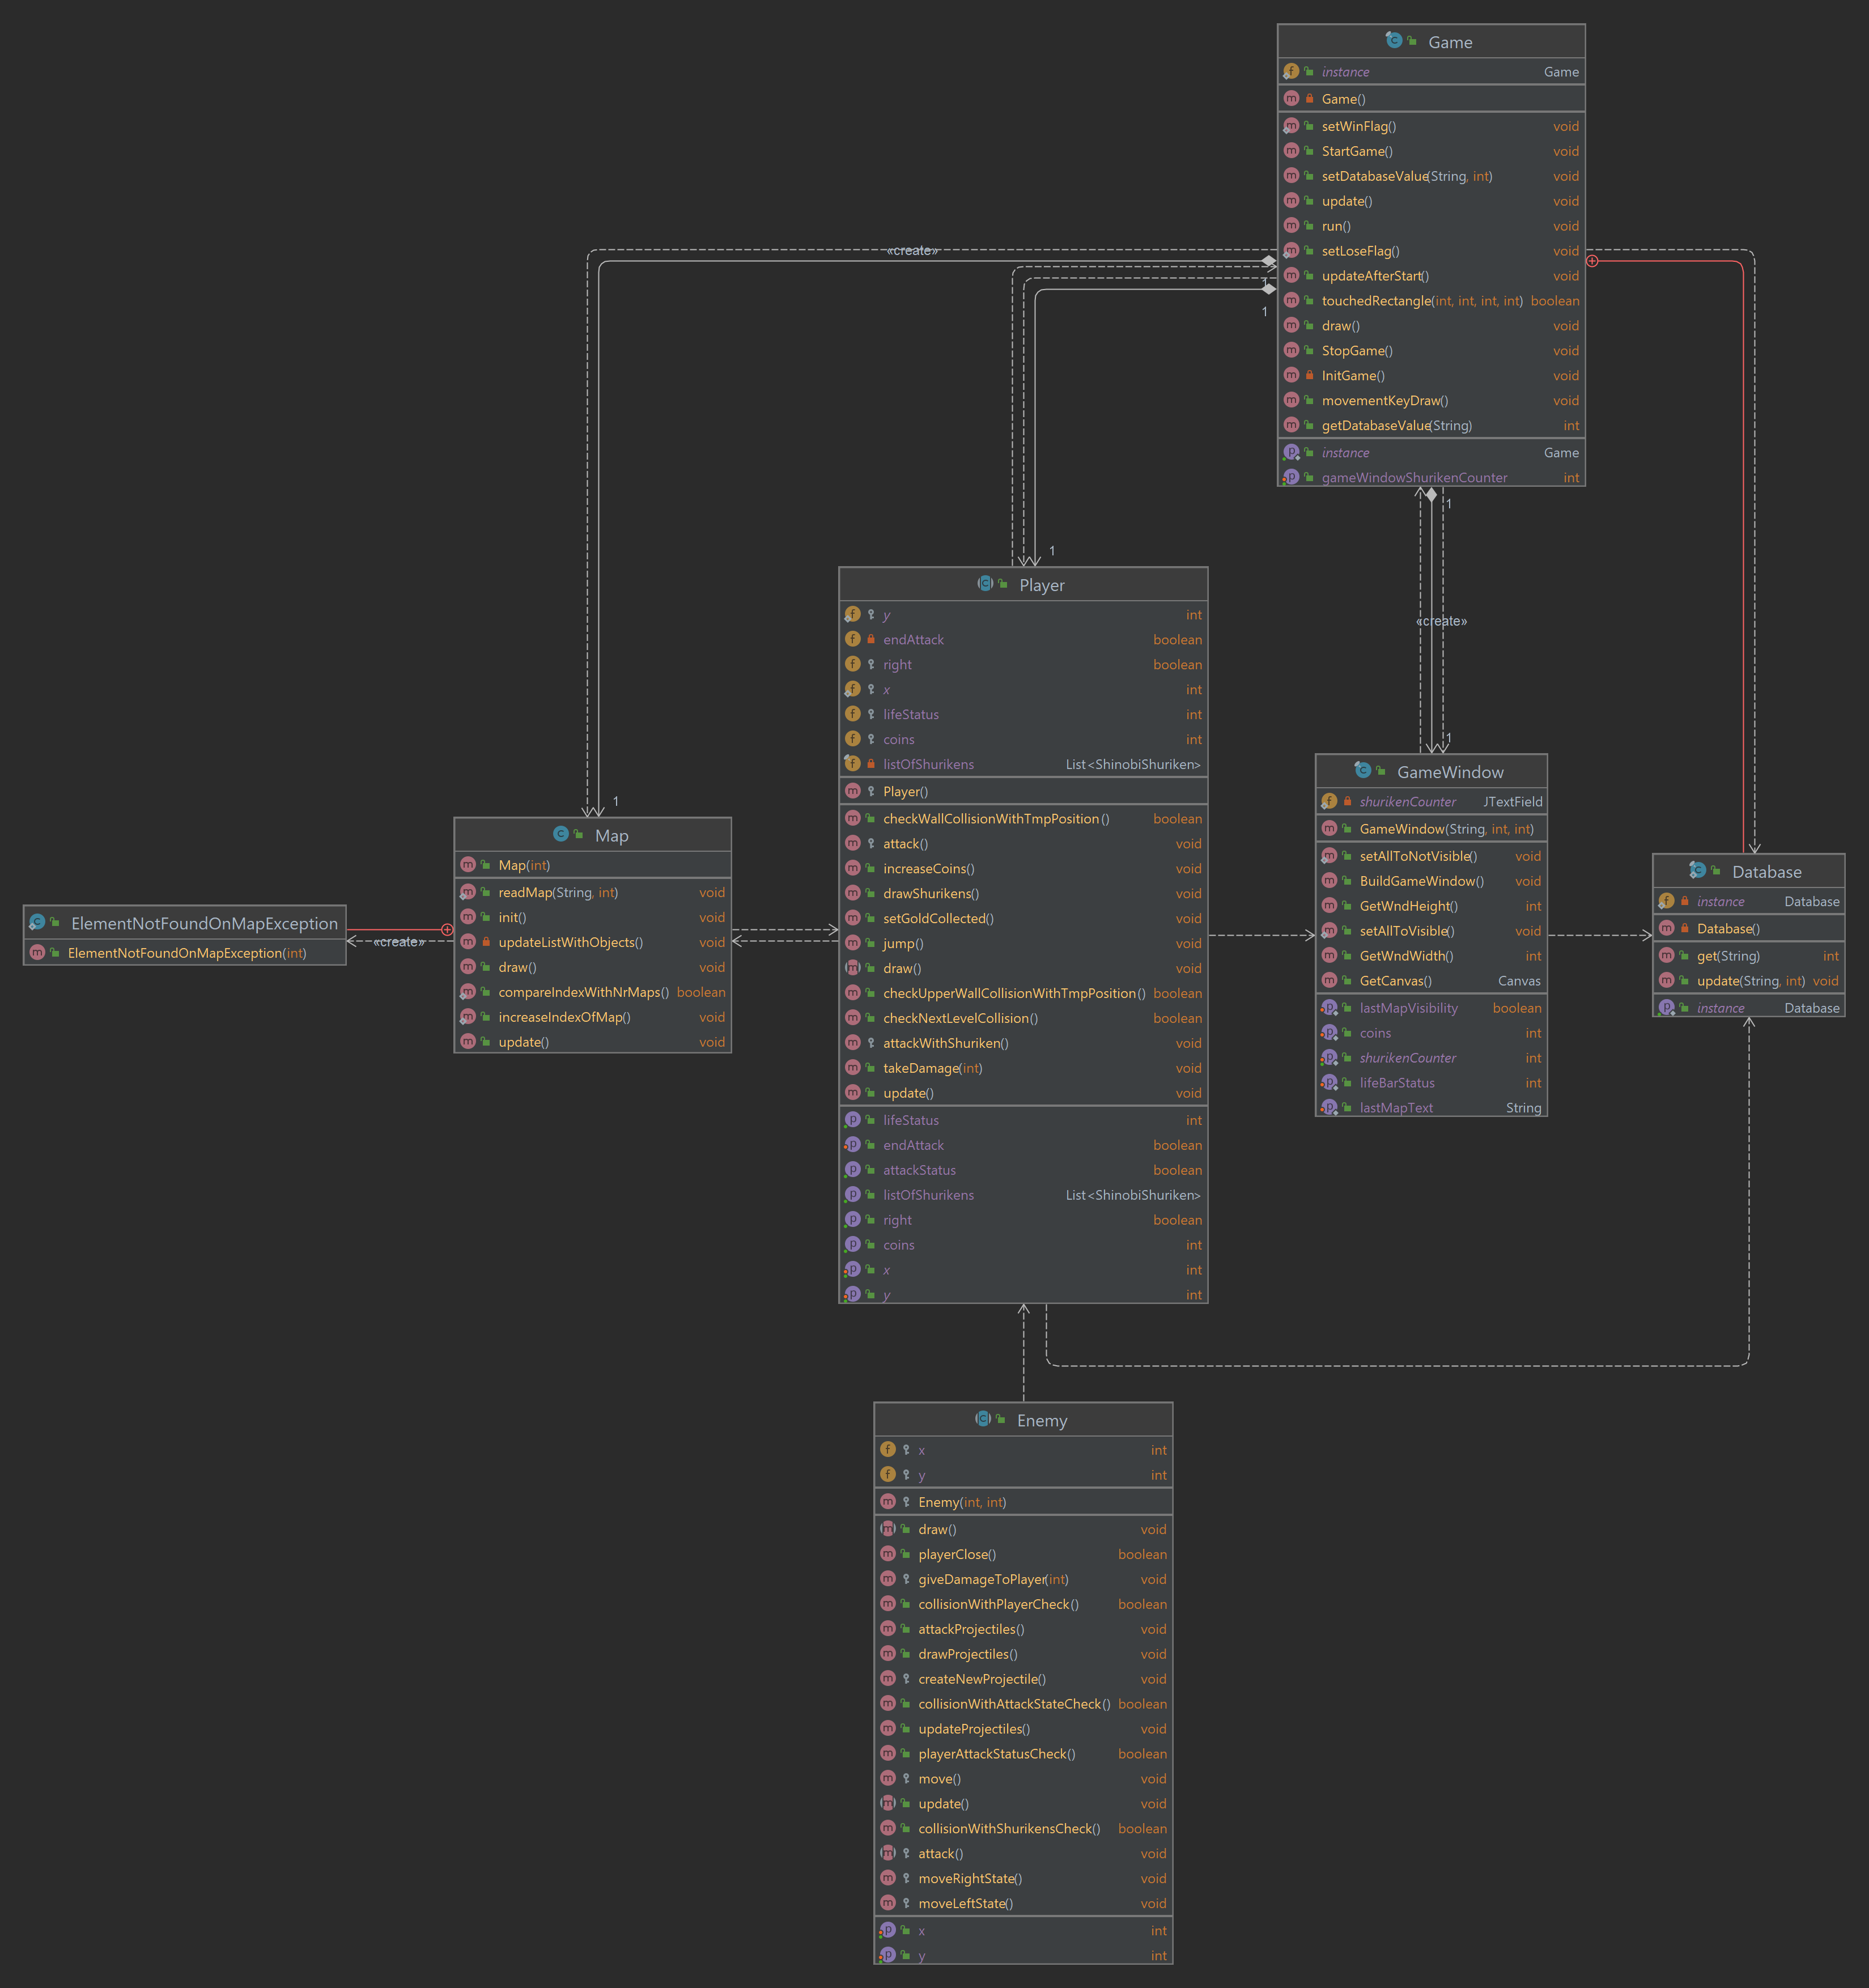 Game
instance Game
Game()
setWinFlag() void
StartGame() void
setDatabaseValue(String, int) void
update() void
run() void
setLoseFlag() void
updateAfterStart() void
touchedRectangle(int, int, int, int) boolean
draw() void
StopGame() void
InitGame() void
movementKeyDraw() void
getDatabaseValue(String) int
instance Game
gameWindowShurikenCounter int
«create»
1
1
1
1
«create»
1
1
Player
y int
endAttack boolean
right boolean
x int
lifeStatus int
coins int
listOfShurikens List<ShinobiShuriken>
Player()
checkWallCollisionWithTmpPosition() boolean
attack() void
increaseCoins() void
drawShurikens() void
setGoldCollected() void
jump() void
draw() void
checkUpperWallCollisionWithTmpPosition() boolean
checkNextLevelCollision() boolean
attackWithShuriken() void
takeDamage(int) void
update() void
lifeStatus int
endAttack boolean
attackStatus boolean
listOfShurikens List<ShinobiShuriken>
right boolean
coins int
x int
y int
GameWindow
shurikenCounter JTextField
GameWindow(String, int, int)
setAllToNotVisible() void
BuildGameWindow() void
GetWndHeight() int
setAllToVisible() void
GetWndWidth() int
GetCanvas() Canvas
lastMapVisibility boolean
coins int
shurikenCounter int
lifeBarStatus int
lastMapText String
Map
Map(int)
readMap(String, int) void
init() void
updateListWithObjects() void
draw() void
compareIndexWithNrMaps() boolean
increaseIndexOfMap() void
update() void
Database
instance Database
Database()
get(String) int
update(String, int) void
instance Database
ElementNotFoundOnMapException
ElementNotFoundOnMapException(int)
«create»
Enemy
x int
y int
Enemy(int, int)
draw() void
playerClose() boolean
giveDamageToPlayer(int) void
collisionWithPlayerCheck() boolean
attackProjectiles() void
drawProjectiles() void
createNewProjectile() void
collisionWithAttackStateCheck() boolean
updateProjectiles() void
playerAttackStatusCheck() boolean
move() void
update() void
collisionWithShurikensCheck() boolean
attack() void
moveRightState() void
moveLeftState() void
x int
y int